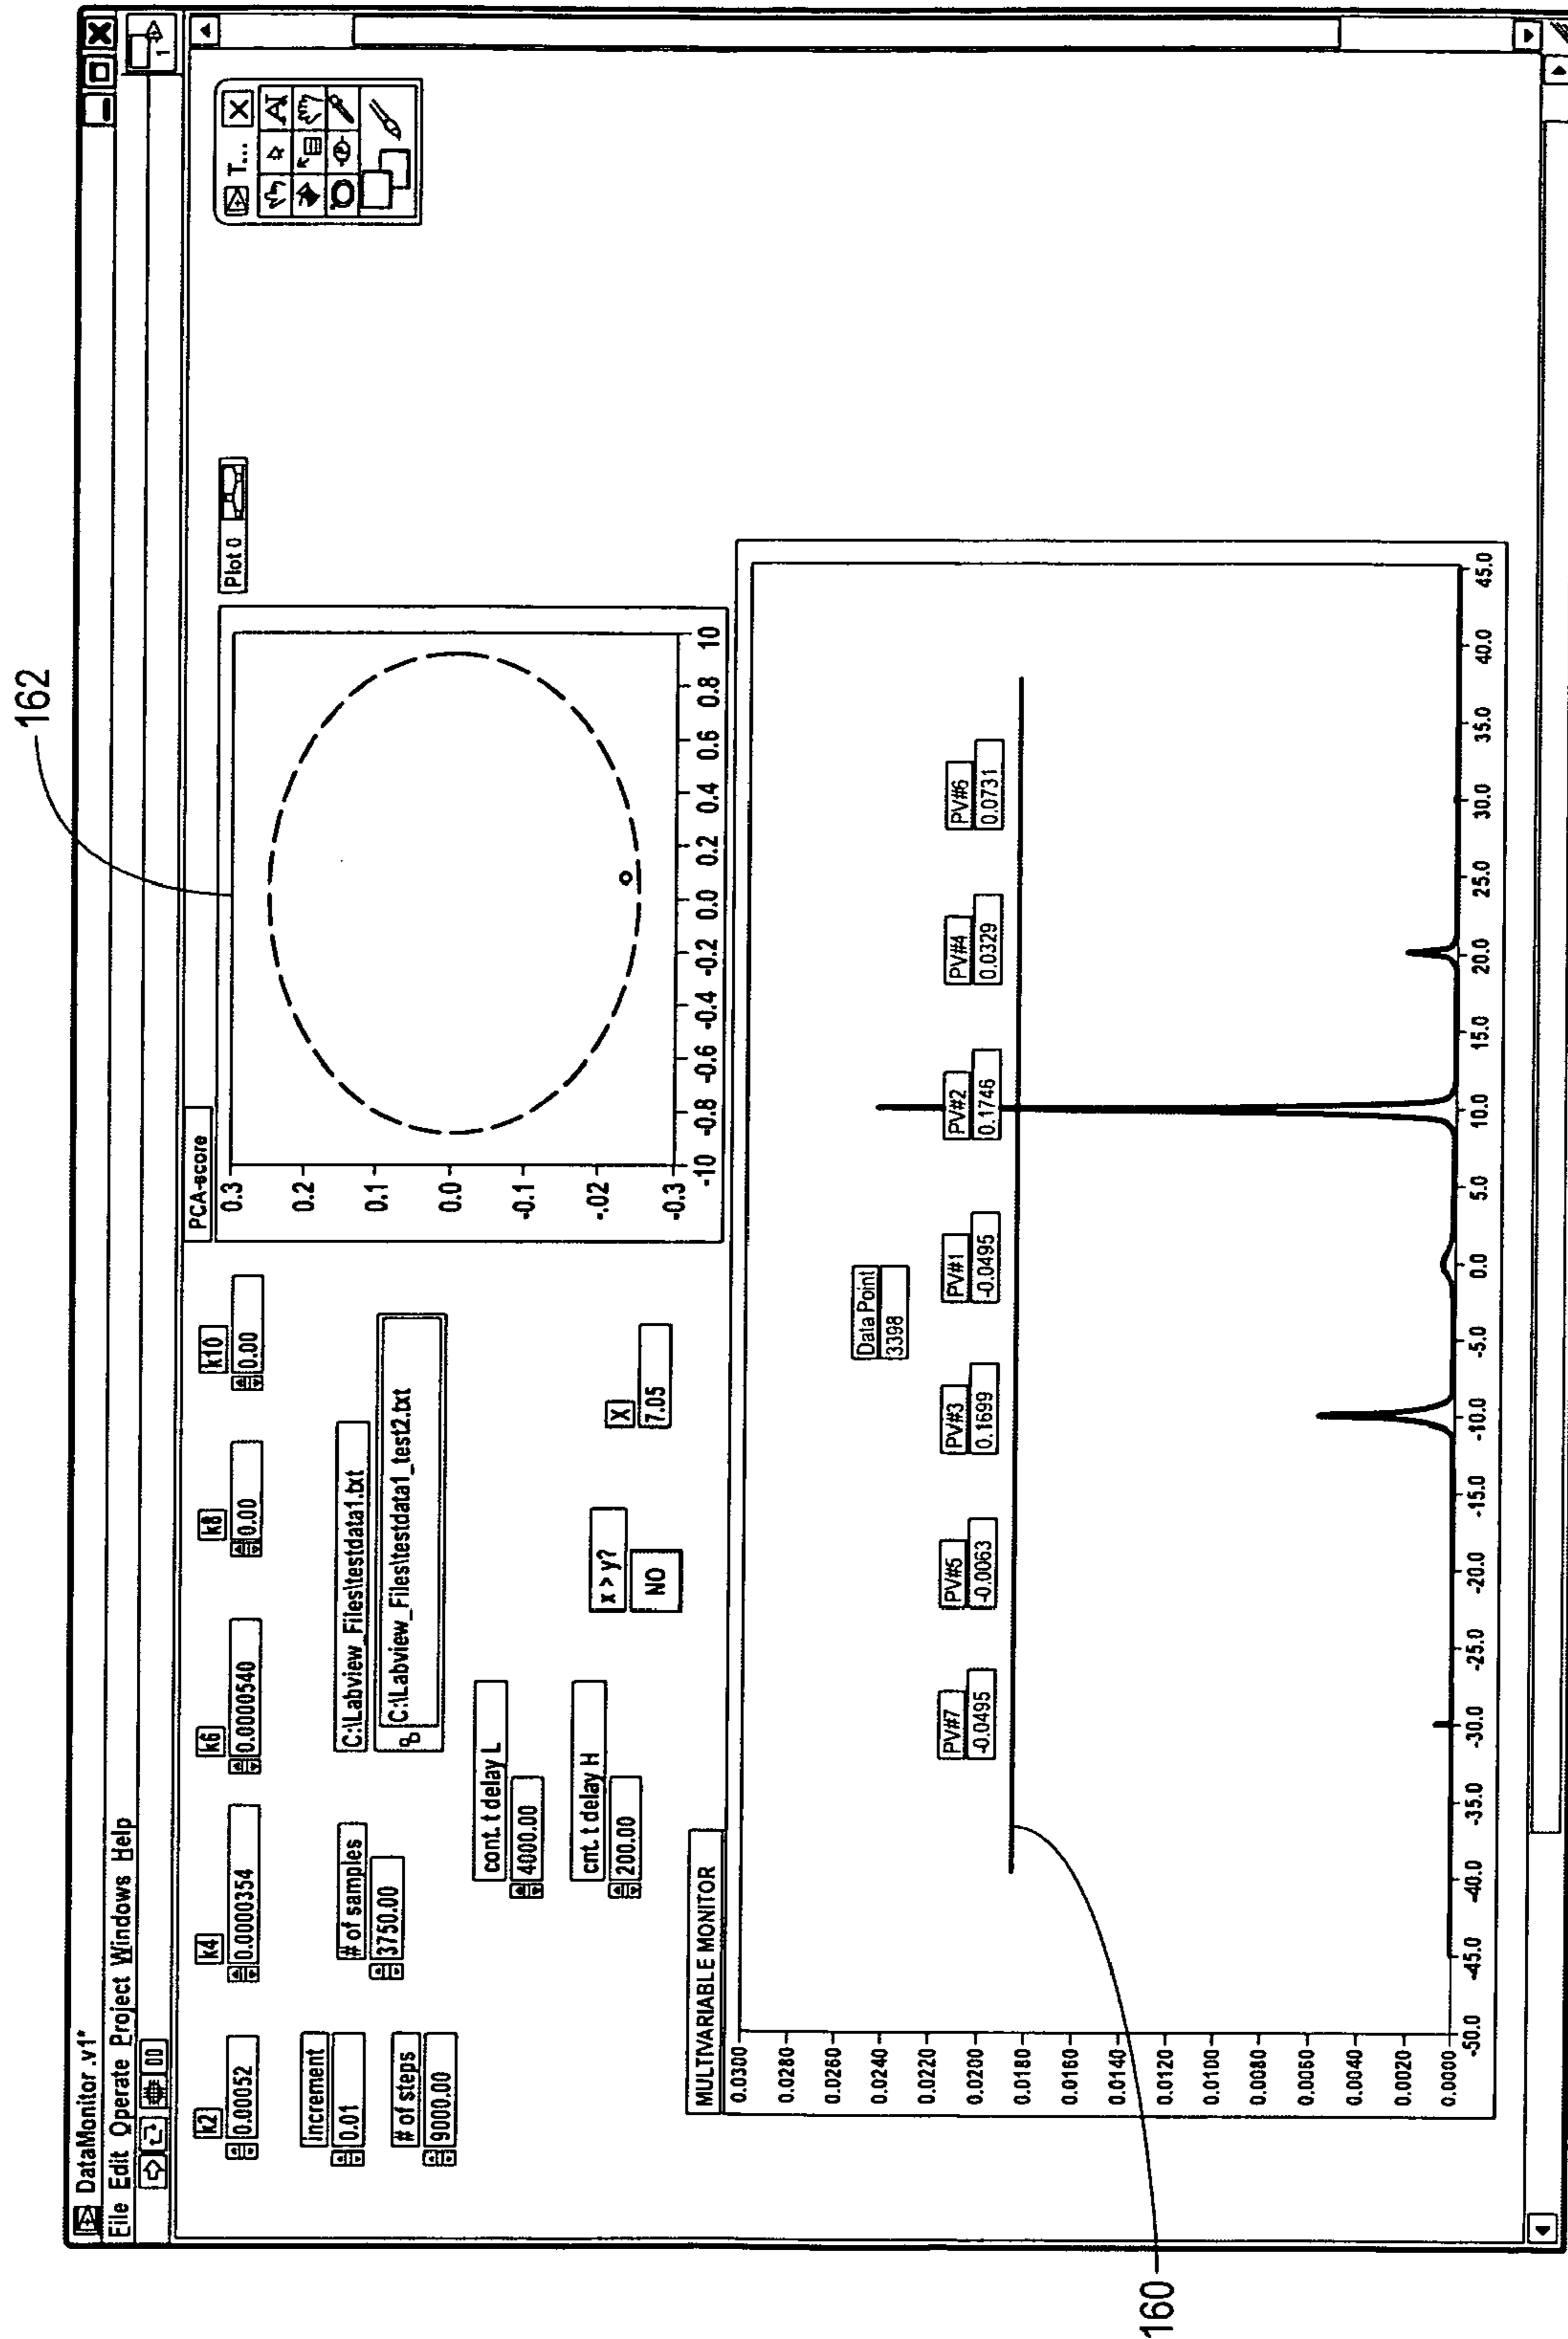 162
DataMonitor .v1*
File Edit Operate Project Windows Help
1
k2
0.00052
k4
0.0000354
k6
0.0000540
k8
0.00
k10
0.00
increment
0.01
# of samples
3750.00
C:\Labview_Files\testdata1.txt
C:\Labview_Files\testdata1_test2.txt
# of steps
9000.00
cont. t delay L
4000.00
cnt. t delay H
200.00
x > y?
NO
X
7.05
PCA-score
0.3
0.2
0.1
0.0
-0.1
-.02
-0.3
-10 -0.8 -0.6 -0.4 -0.2 0.0 0.2 0.4 0.6 0.8 10
Plot 0
T...
A
MULTIVARIABLE MONITOR
0.0300
0.0280
0.0260
0.0240
0.0220
0.0200
0.0180
0.0160
0.0140
0.0120
0.0100
0.0080
0.0060
0.0040
0.0020
0.0000
-50.0 -45.0 -40.0 -35.0 -30.0 -25.0 -20.0 -15.0 -10.0 -5.0 0.0 5.0 10.0 15.0 20.0 25.0 30.0 35.0 40.0 45.0
Data Point
3398
PV#7
-0.0495
PV#5
-0.0063
PV#3
0.1699
PV#1
-0.0495
PV#2
0.1746
PV#4
0.0329
PV#6
0.0731
160